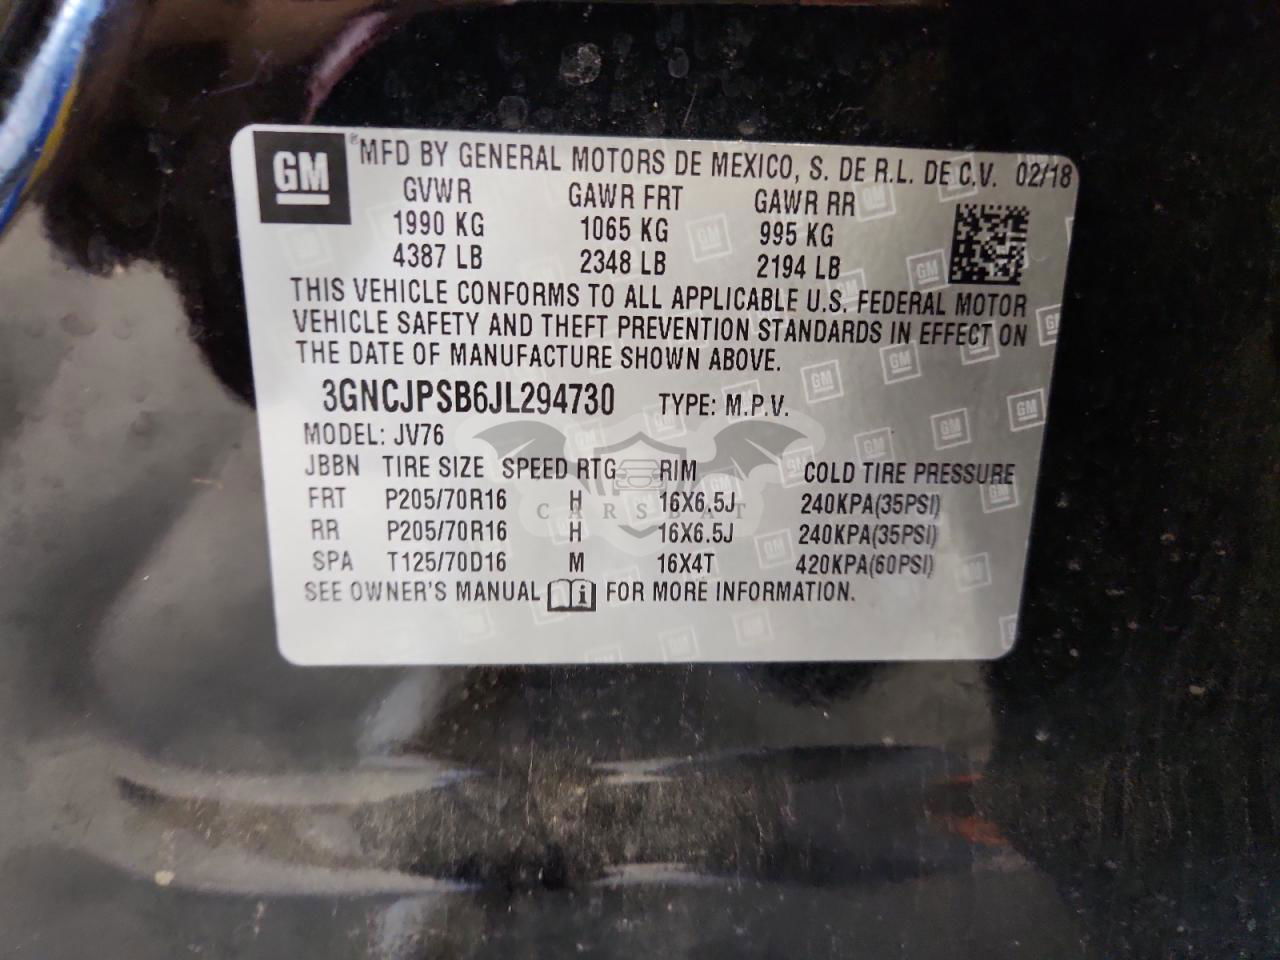 GM ® MFD BY GENERAL MOTORS DE MEXICO, S. DE R.L. DE C.V. 02/18
GVWR GAWR FRT GAWR RR
1990 KG 1065 KG 995 KG
4387 LB 2348 LB 2194 LB
THIS VEHICLE CONFORMS TO ALL APPLICABLE U.S. FEDERAL MOTOR
VEHICLE SAFETY AND THEFT PREVENTION STANDARDS IN EFFECT ON
THE DATE OF MANUFACTURE SHOWN ABOVE.
3GNCJPSB6JL294730 TYPE: M.P.V.
MODEL: JV76
JBBN TIRE SIZE SPEED RTG RIM COLD TIRE PRESSURE
FRT P205/70R16 H 16X6.5J 240KPA(35PSI)
CARSBAT
RR P205/70R16 H 16X6.5J 240KPA(35PSI)
SPA T125/70D16 M 16X4T 420KPA(60PSI)
SEE OWNER'S MANUAL i FOR MORE INFORMATION.